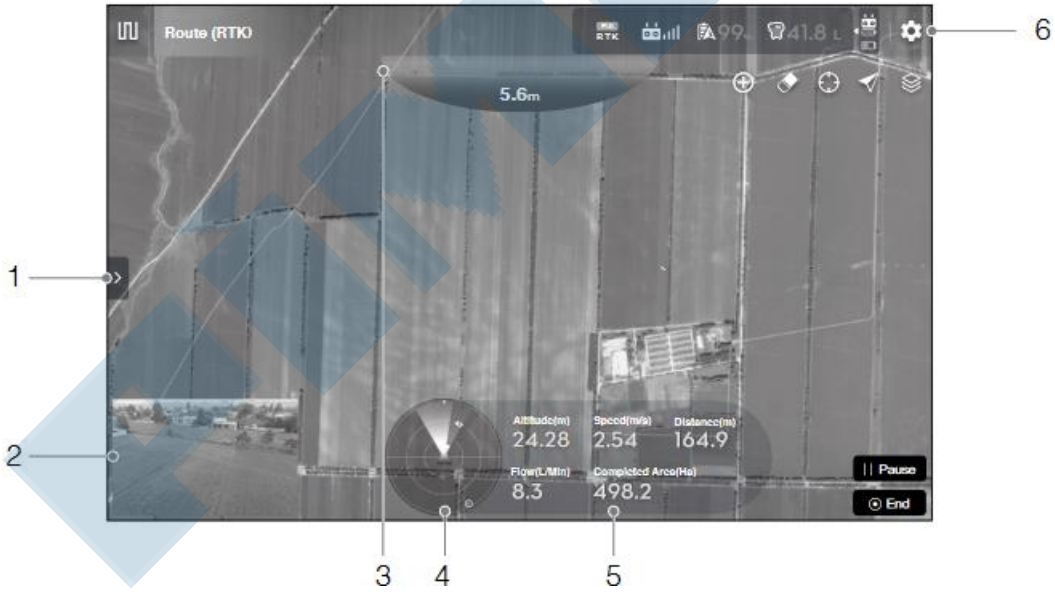 Route (RTK)
RTK
99%
41.8 L
6
5.6m
1
Altitude(m) Speed(m/s) Distance(m)
24.28 2.54 164.9
2
Flow(L/Min) Completed Area(Ha)
8.3 498.2
|| Pause
End
3 4 5